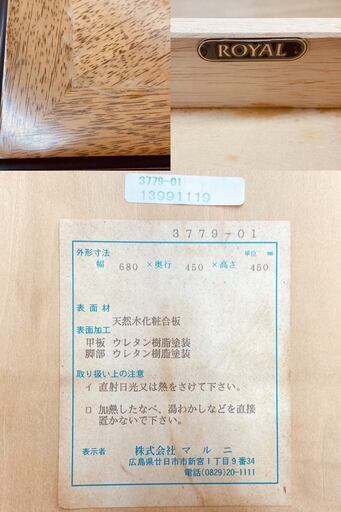 ROYAL
3779-01
13991119
3779-01
外形寸法 単位 mm
幅 680 ×奥行 450 ×高さ 450
表面材
天然木化粧合板
表面加工
甲板 ウレタン樹脂塗装
脚部 ウレタン樹脂塗装
取り扱い上の注意
イ 直射日光又は熱をさけて下さい。
ロ 加熱したなべ、湯わかしなどを直接
置かないで下さい。
表示者 株式会社 マルニ
広島県廿日市市新宮1丁目9番34
電話(0829)20-1111